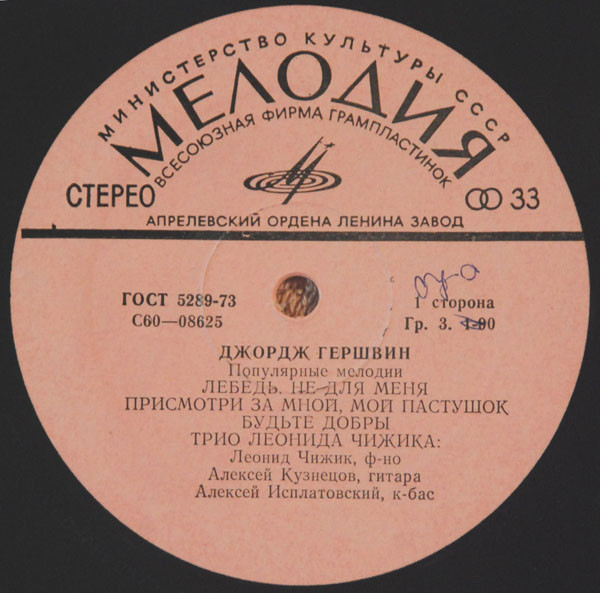 МИНИСТЕРСТВО КУЛЬТУРЫ СССР
МЕЛОДИЯ
ВСЕСОЮЗНАЯ ФИРМА ГРАМПЛАСТИНОК
СТЕРЕО
33
АПРЕЛЕВСКИЙ ОРДЕНА ЛЕНИНА ЗАВОД
ГОСТ 5289-73
1 сторона
С60—08625
Гр. 3. 1-90
ДЖОРДЖ ГЕРШВИН
Популярные мелодии
ЛЕБЕДЬ. НЕ ДЛЯ МЕНЯ
ПРИСМОТРИ ЗА МНОЙ, МОЙ ПАСТУШОК
БУДЬТЕ ДОБРЫ
ТРИО ЛЕОНИДА ЧИЖИКА:
Леонид Чижик, ф-но
Алексей Кузнецов, гитара
Алексей Исплатовский, к-бас